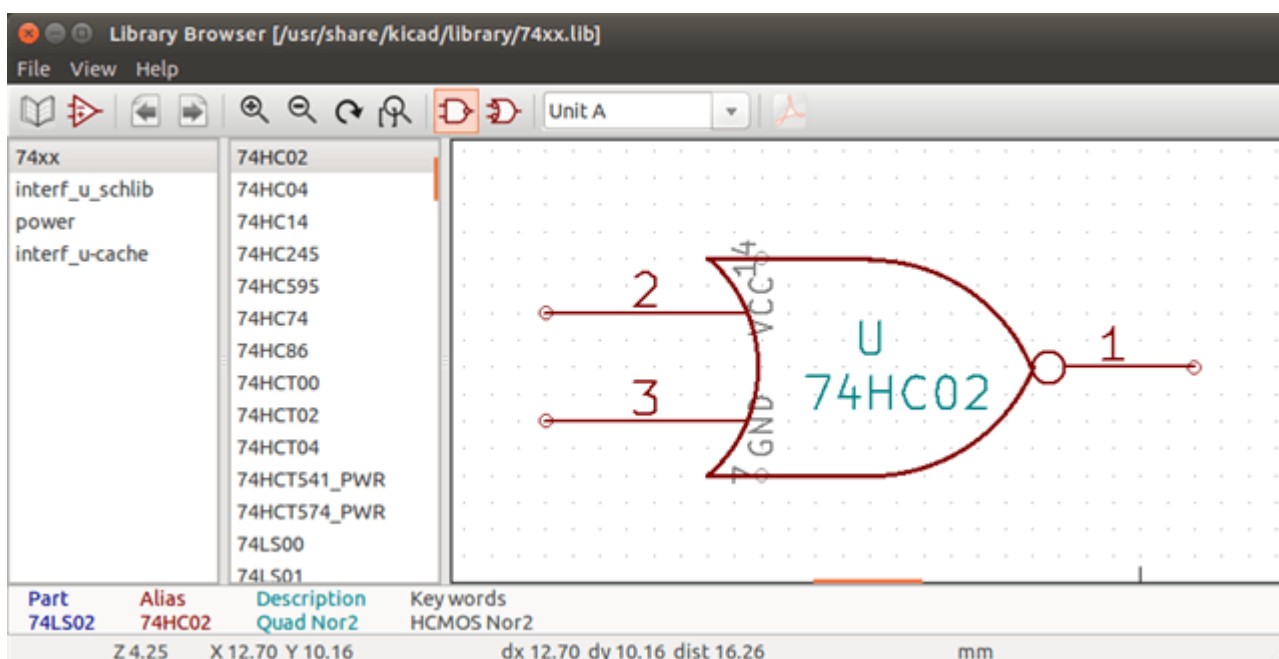 Library Browser [/usr/share/kicad/library/74xx.lib]
File View Help
Unit A
74xx
interf_u_schlib
power
interf_u-cache
74HC02
74HC04
74HC14
74HC245
74HC595
74HC74
74HC86
74HCT00
74HCT02
74HCT04
74HCT541_PWR
74HCT574_PWR
74LS00
74LS01
14
VCC
2
3
GND
7
U
74HC02
1
Part Alias Description Key words
74LS02 74HC02 Quad Nor2 HCMOS Nor2
Z 4.25 X 12.70 Y 10.16 dx 12.70 dy 10.16 dist 16.26 mm